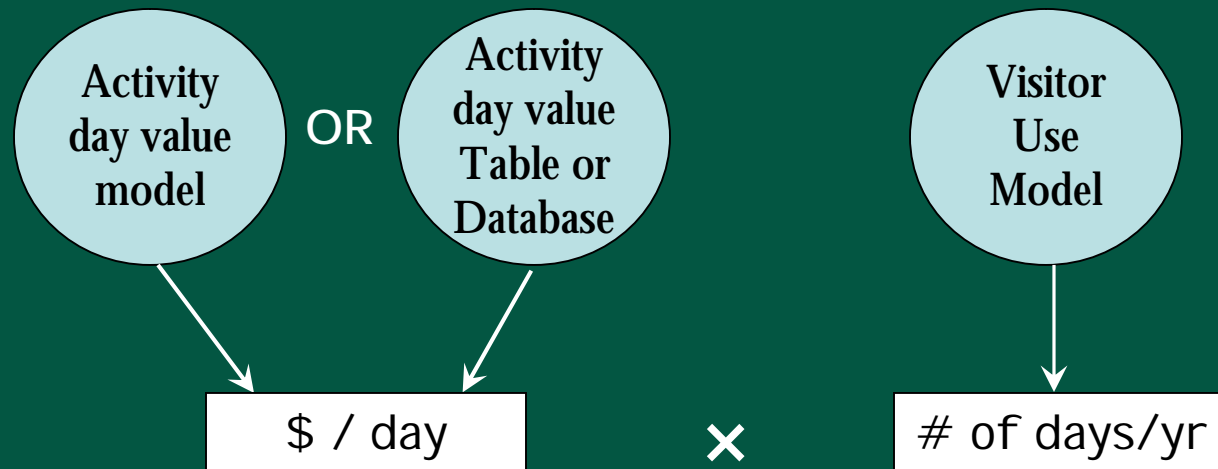 Activity
day value
model
OR
Activity
day value
Table or
Database
Visitor
Use
Model
$ / day
×
# of days/yr